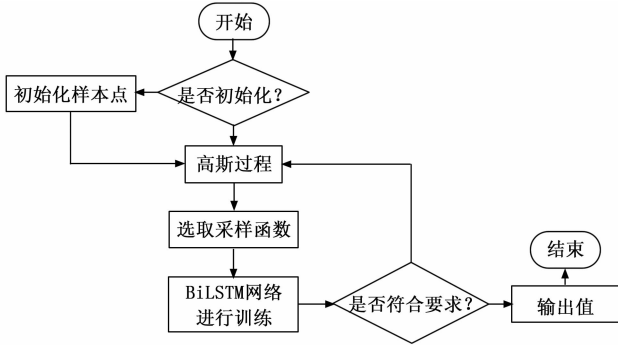 开始
是否初始化？
初始化样本点
高斯过程
选取采样函数
BiLSTM网络
进行训练
是否符合要求？
输出值
结束